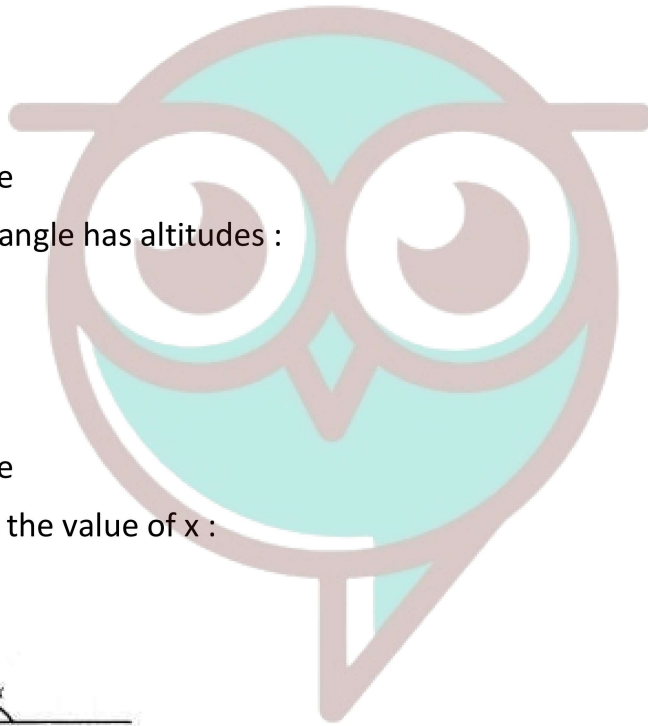 e
angle has altitudes :
e
the value of x :